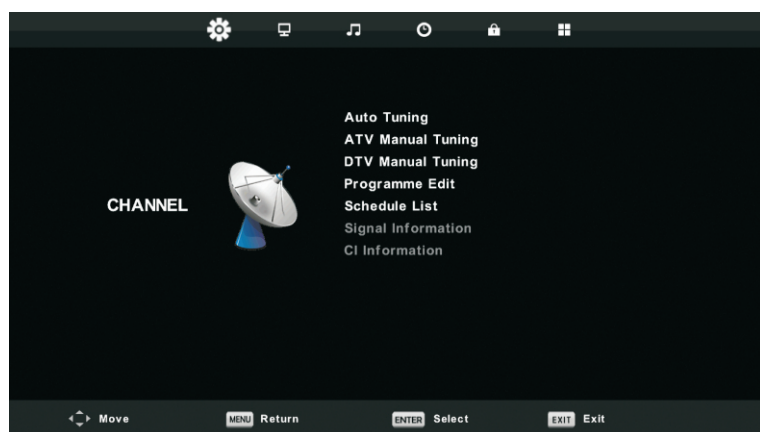 Auto Tuning
ATV Manual Tuning
DTV Manual Tuning
Programme Edit
CHANNEL
Schedule List
Signal Information
CI Information
Move MENU Return ENTER Select EXIT Exit